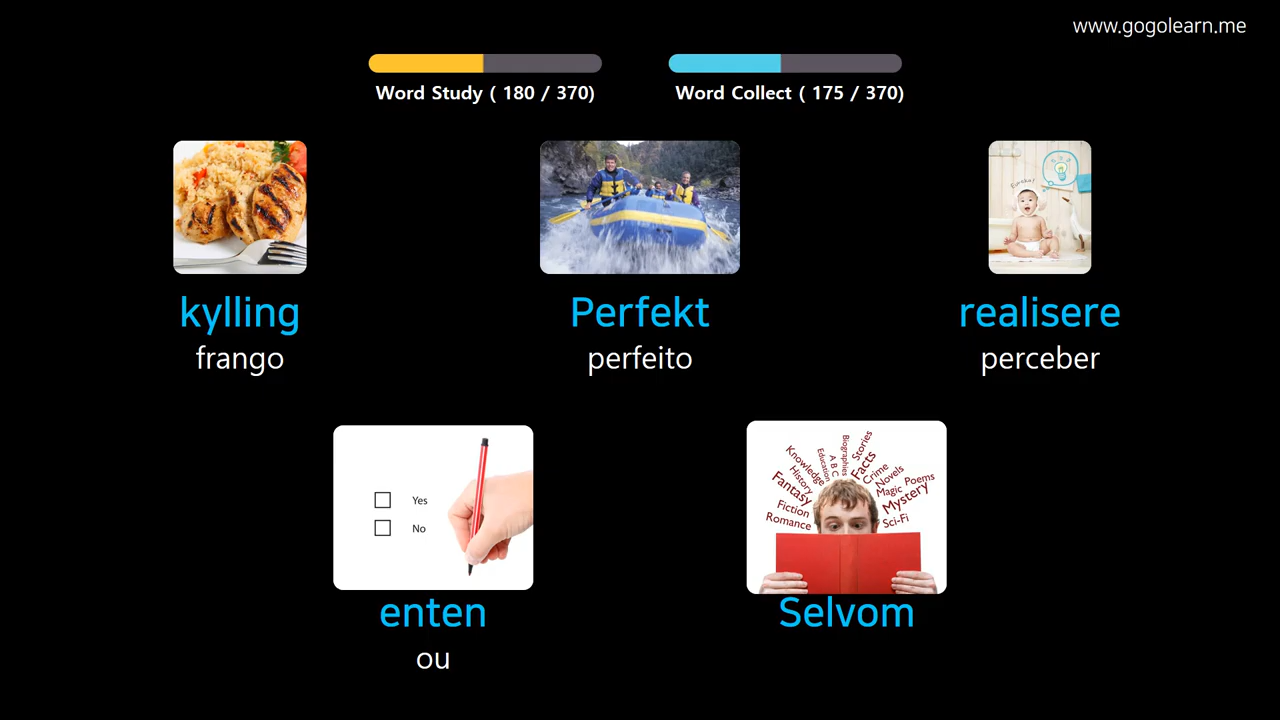 www.gogolearn.me
Word Study ( 180 / 370)
Word Collect ( 175 / 370)
Eureka!
kylling
frango
Perfekt
perfeito
realisere
perceber
Yes
No
Biographies
Stories
A B C
Facts
Education
Knowledge
Crime
History
Novels
Fantasy
Magic
Poems
Mystery
Fiction
Romance
Sci-Fi
enten
ou
Selvom